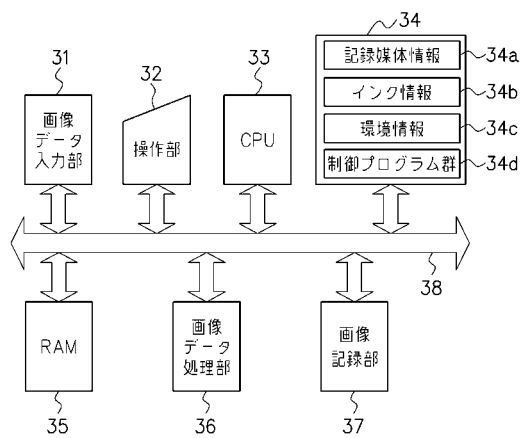 31
32
33
34
画像
データ
入力部
操作部
CPU
記録媒体情報
34a
インク情報
34b
環境情報
34c
制御プログラム群
34d
38
RAM
画像
データ
処理部
画像
記録部
35
36
37